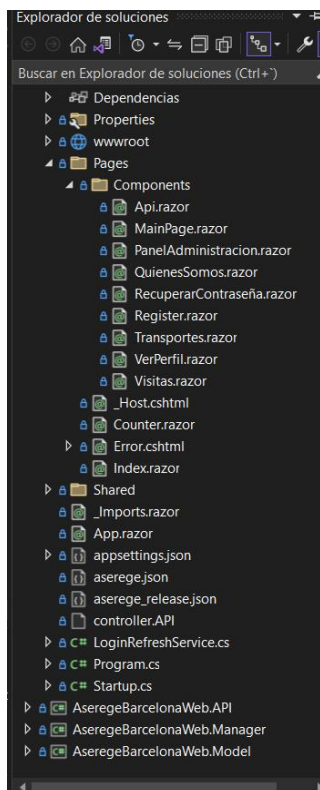 Explorador de soluciones
Buscar en Explorador de soluciones (Ctrl+¨)
Dependencias
Properties
wwwroot
Pages
Components
Api.razor
MainPage.razor
PanelAdministracion.razor
QuienesSomos.razor
RecuperarContraseña.razor
Register.razor
Transportes.razor
VerPerfil.razor
Visitas.razor
_Host.cshtml
Counter.razor
Error.cshtml
Index.razor
Shared
_Imports.razor
App.razor
appsettings.json
aserege.json
aserege_release.json
controller.API
C# LoginRefreshService.cs
C# Program.cs
C# Startup.cs
C# AseregeBarcelonaWeb.API
C# AseregeBarcelonaWeb.Manager
C# AseregeBarcelonaWeb.Model